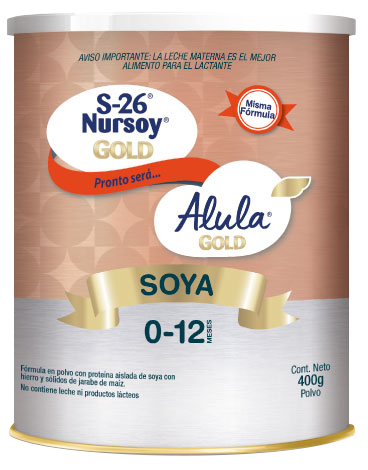 AVISO IMPORTANTE: LA LECHE MATERNA ES EL MEJOR
ALIMENTO PARA EL LACTANTE
S-26®
Nursoy®
GOLD
Misma
Fórmula
Pronto será...
Alula®
GOLD
SOYA
0-12 MESES
Fórmula en polvo con proteína aislada de soya con
hierro y sólidos de jarabe de maíz.
No contiene leche ni productos lácteos
Cont. Neto
400g
Polvo